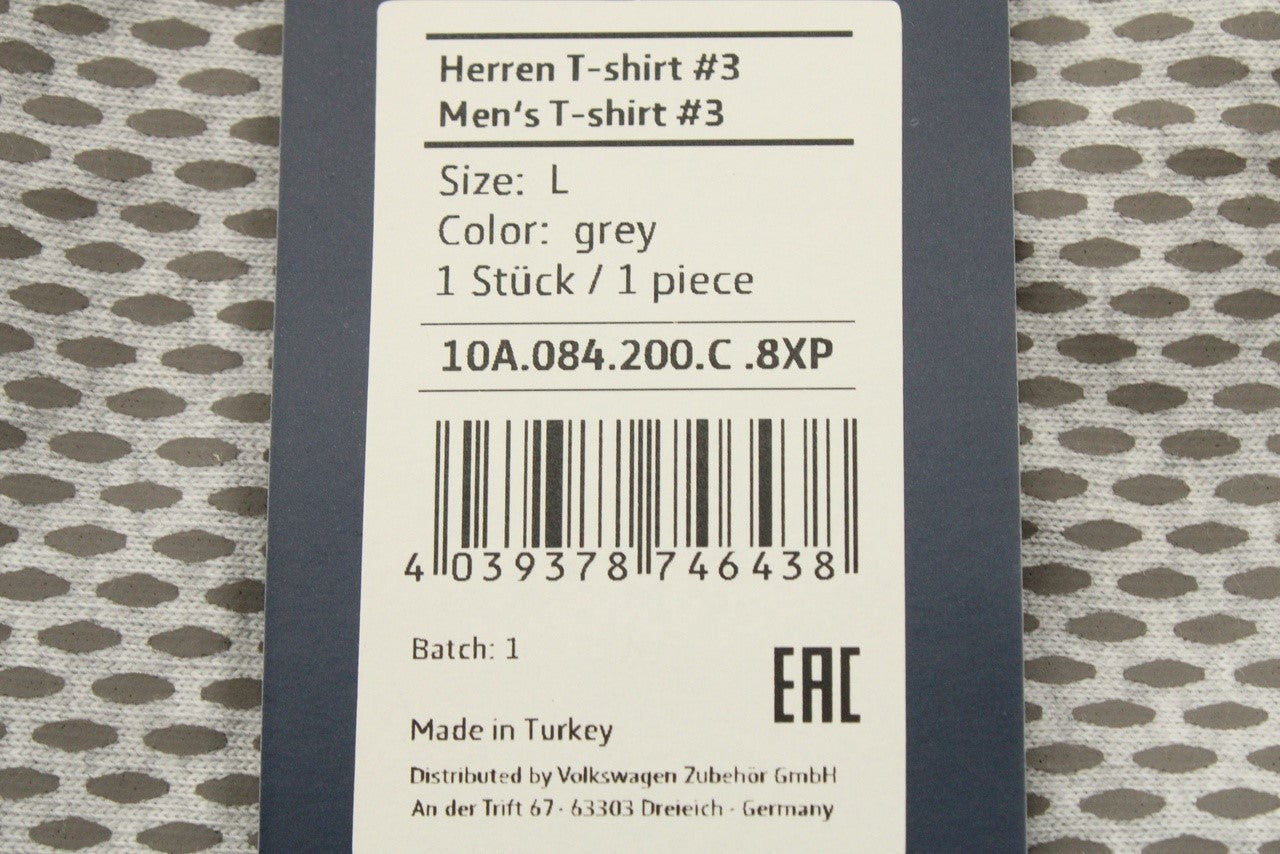 Herren T-shirt #3
Men‘s T-shirt #3
Size: L
Color: grey
1 Stück / 1 piece
10A.084.200.C .8XP
4 039378 746438
Batch: 1
EAC
Made in Turkey
Distributed by Volkswagen Zubehör GmbH
An der Trift 67 · 63303 Dreieich · Germany